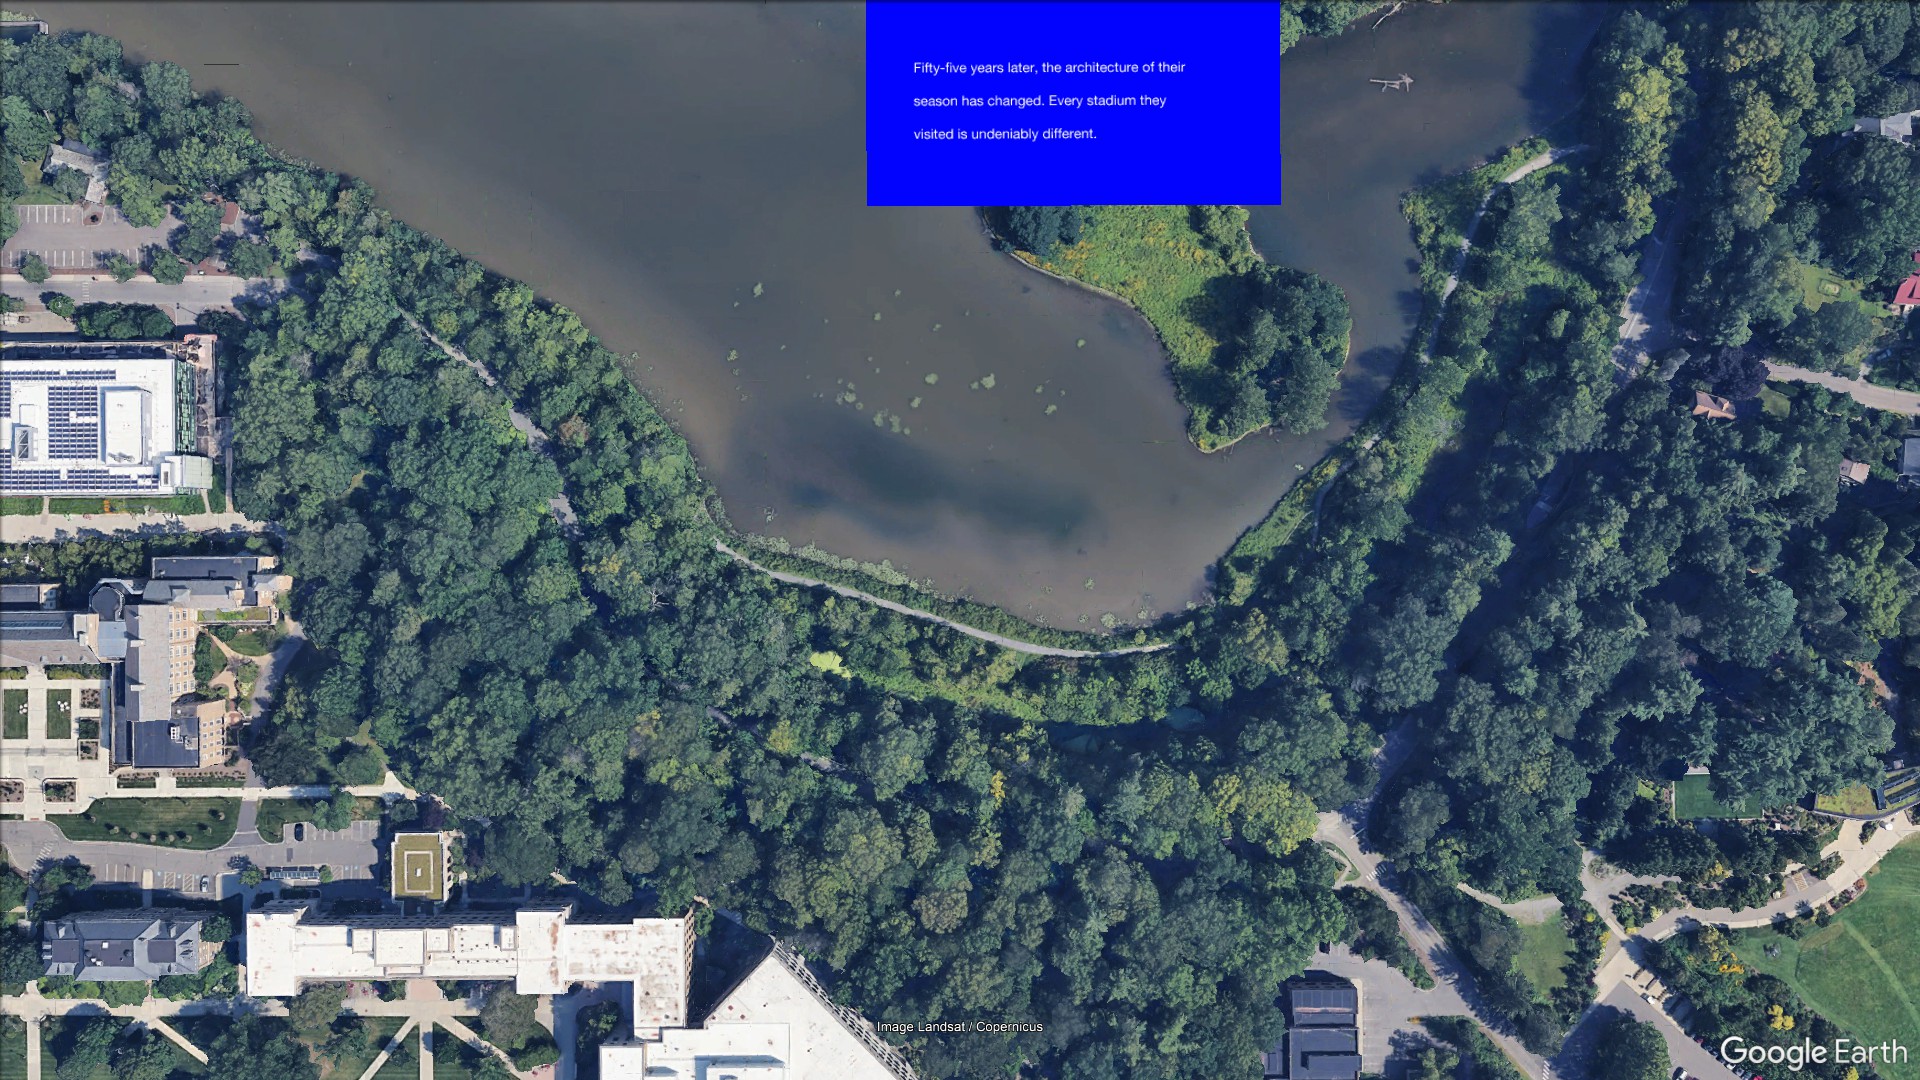 Fifty-five years later, the architecture of their
season has changed. Every stadium they
visited is undeniably different.
Image Landsat / Copernicus
Google Earth